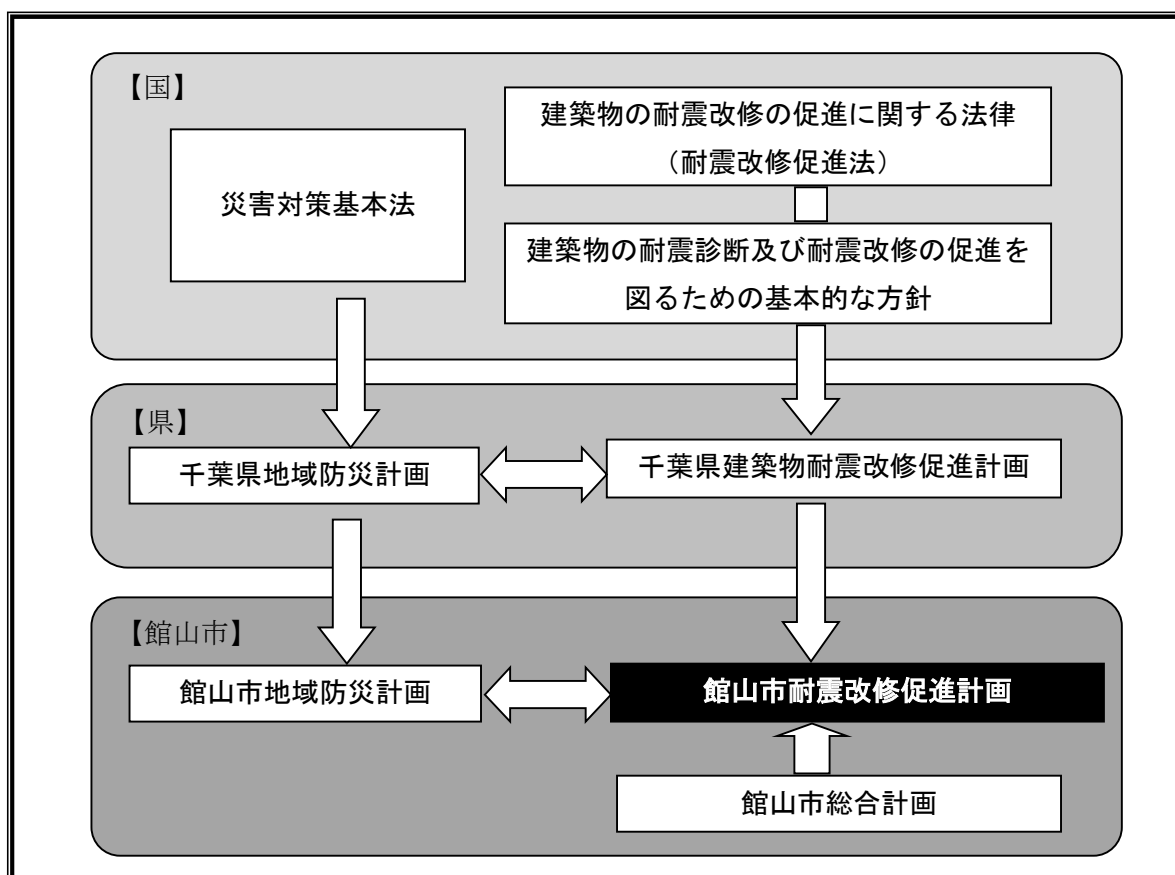 【国】
災害対策基本法
建築物の耐震改修の促進に関する法律
（耐震改修促進法）
建築物の耐震診断及び耐震改修の促進を
図るための基本的な方針
【県】
千葉県地域防災計画
千葉県建築物耐震改修促進計画
【館山市】
館山市地域防災計画
館山市耐震改修促進計画
館山市総合計画